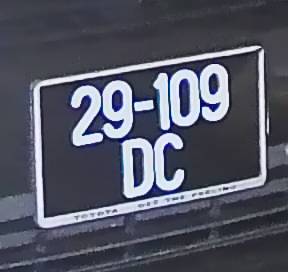 29-109
DC
TOYOTA GET THE FEELING